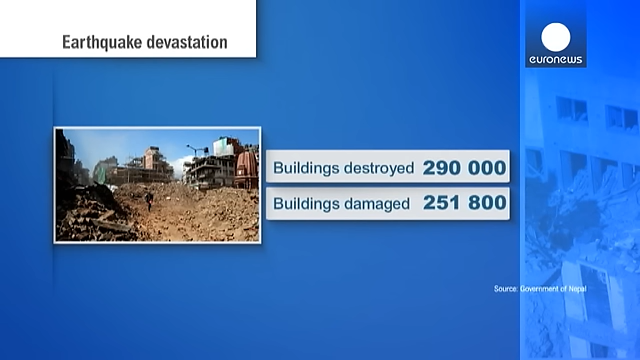 Earthquake devastation
euronews
Buildings destroyed 290 000
Buildings damaged 251 800
Source: Government of Nepal